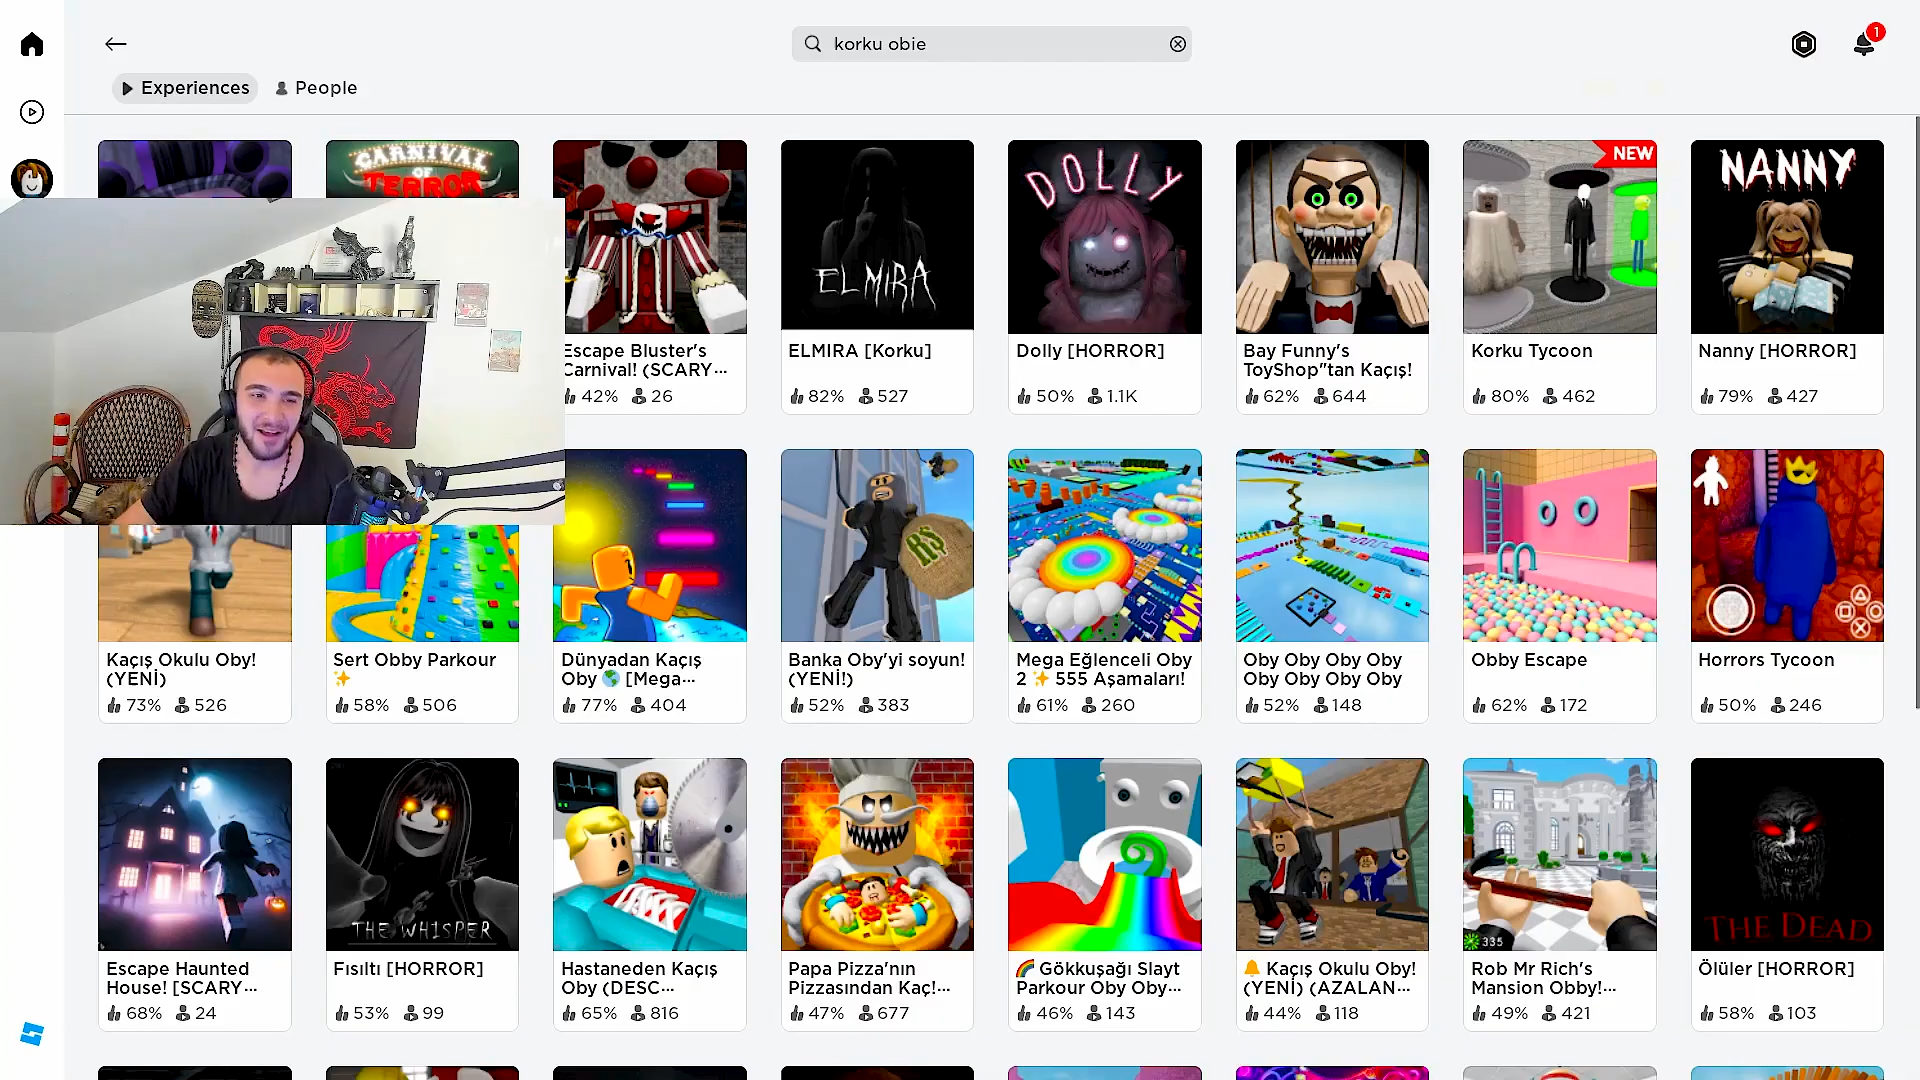 korku obie
1
Experiences
People
CARNIVAL
OF
TERROR
ELMIRA
DOLLY
NEW
NANNY
Escape Bluster's
Carnival! (SCARY...
42% 26
ELMIRA [Korku]
82% 527
Dolly [HORROR]
50% 1.1K
Bay Funny's
ToyShop"tan Kaçış!
62% 644
Korku Tycoon
80% 462
Nanny [HORROR]
79% 427
R$
Kaçış Okulu Oby!
(YENİ)
73% 526
Sert Obby Parkour
✨
58% 506
Dünyadan Kaçış
Oby 🌎 [Mega...
77% 404
Banka Oby'yi soyun!
(YENİ!)
52% 383
Mega Eğlenceli Oby
2 ✨ 555 Aşamaları!
61% 260
Oby Oby Oby Oby
Oby Oby Oby Oby
52% 148
Obby Escape
62% 172
Horrors Tycoon
50% 246
THE WHISPER
335
THE DEAD
Escape Haunted
House! [SCARY...
68% 24
Fısıltı [HORROR]
53% 99
Hastaneden Kaçış
Oby (DESC...
65% 816
Papa Pizza'nın
Pizzasından Kaç!...
47% 677
🌈 Gökkuşağı Slayt
Parkour Oby Oby...
46% 143
🔔 Kaçış Okulu Oby!
(YENİ) (AZALAN...
44% 118
Rob Mr Rich's
Mansion Obby!...
49% 421
Ölüler [HORROR]
58% 103